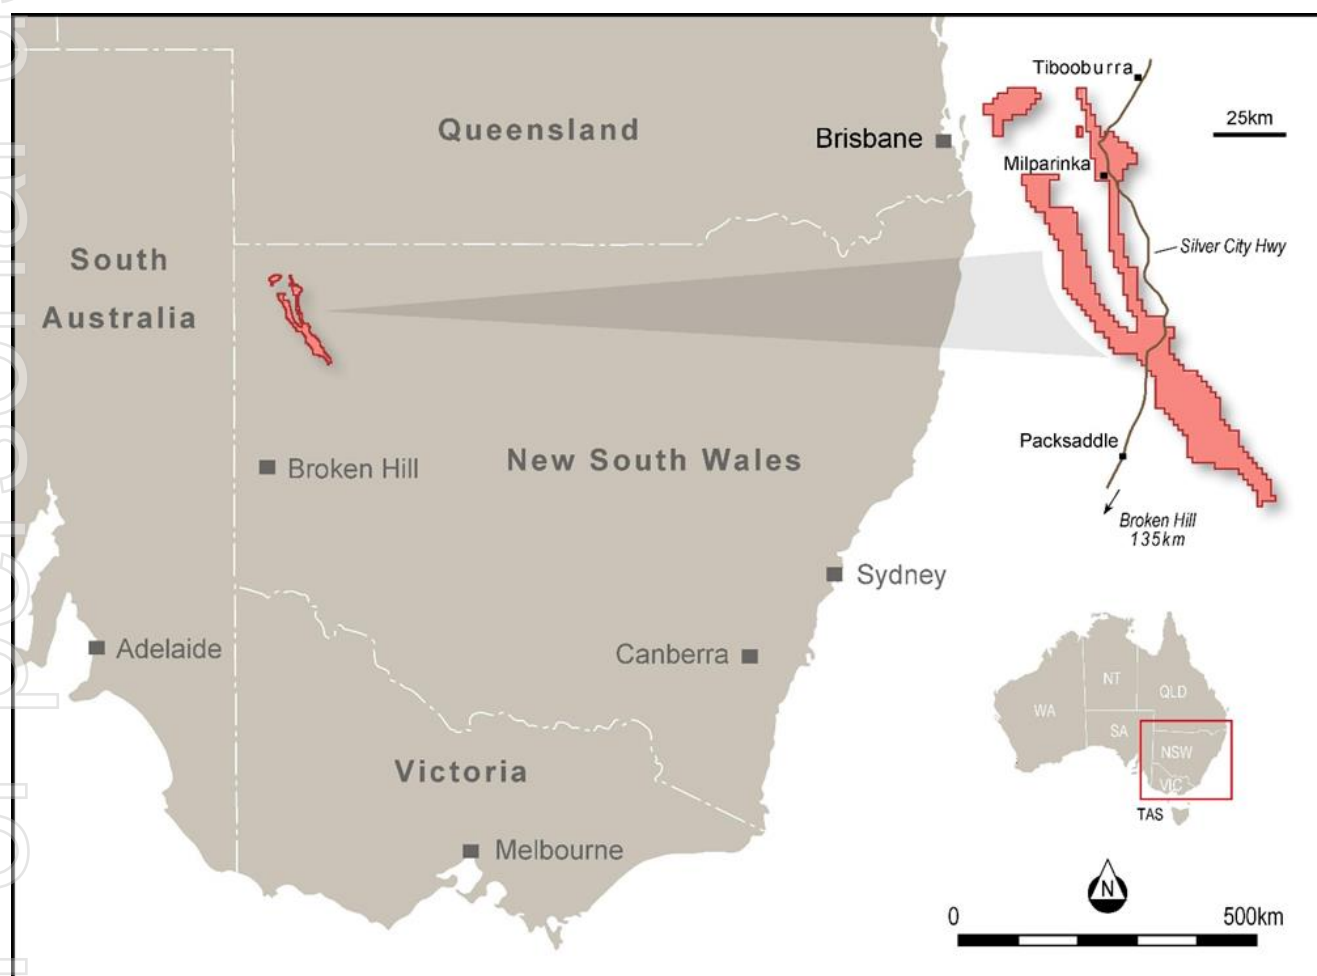 Queensland
Brisbane
South
Australia
Broken Hill
New South Wales
Sydney
Adelaide
Canberra
Victoria
Melbourne
Tibooburra
25km
Milparinka
Silver City Hwy
Packsaddle
Broken Hill
135km
WA
NT
QLD
SA
NSW
VIC
TAS
N
0
500km